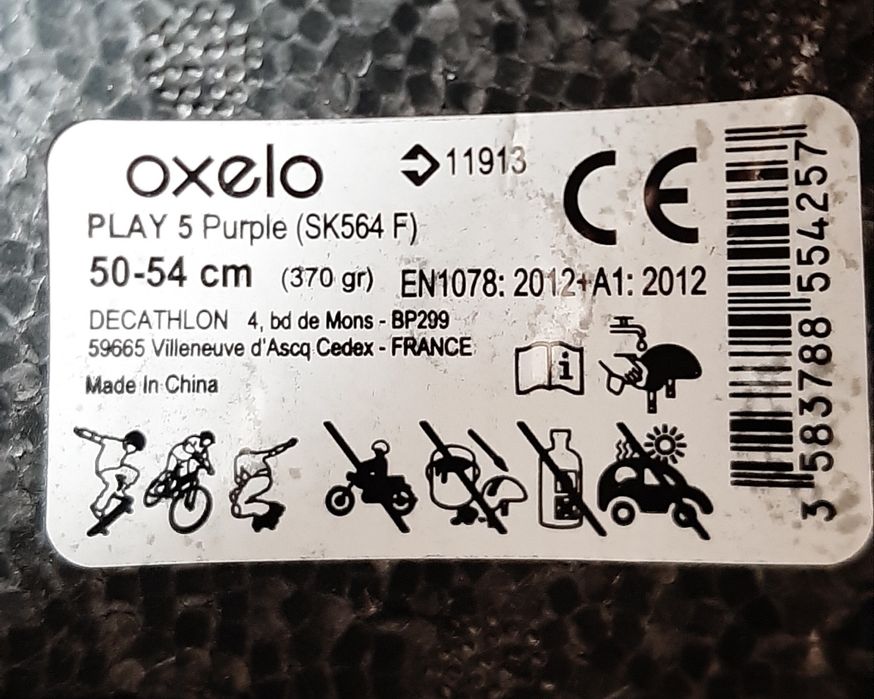 oxelo
11913
CE
PLAY 5 Purple (SK564 F)
50-54 cm (370 gr) EN1078: 2012+A1: 2012
DECATHLON 4, bd de Mons - BP299
59665 Villeneuve d'Ascq Cedex - FRANCE
Made In China
i
3 583788 554257